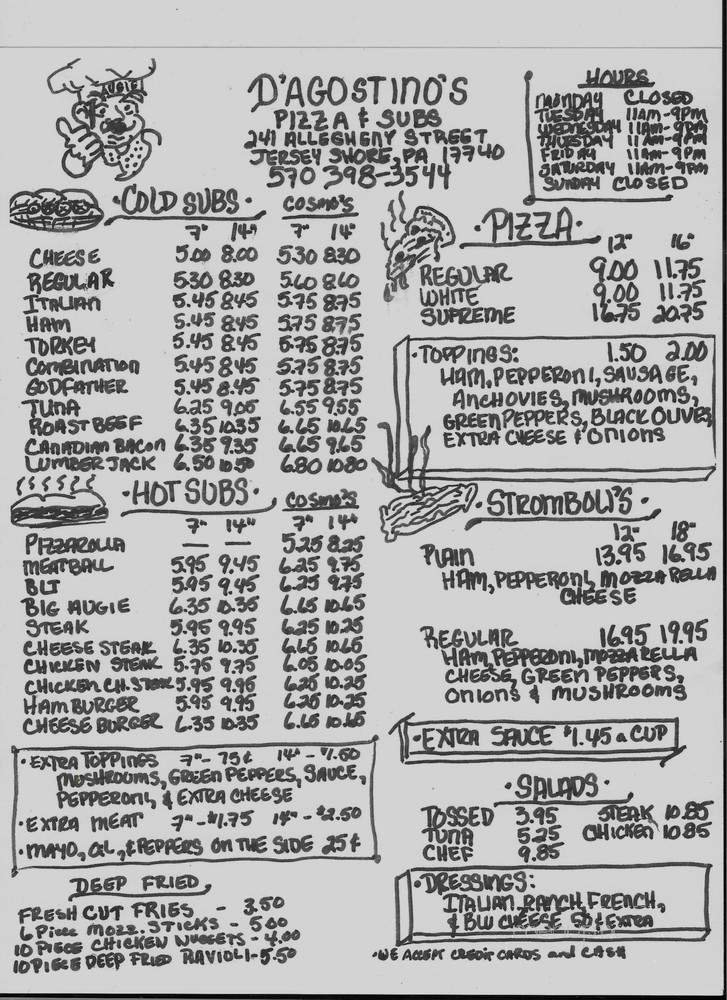 AUGIE
D'AGOSTINO'S
PIZZA & SUBS
241 ALLEGHENY STREET
JERSEY SHORE, PA 17740
570 398-3544
HOURS
MONDAY CLOSED
TUESDAY 11AM-9PM
WEDNESDAY 11AM-9PM
THURSDAY 11AM-9PM
FRIDAY 11AM-9PM
SATURDAY 11AM-9PM
SUNDAY CLOSED
·COLD SUBS· COSMO'S
7" 14" 7" 14"
CHEESE 5.00 8.00 5.30 8.30
REGULAR 5.30 8.30 5.60 8.60
ITALIAN 5.45 8.45 5.75 8.75
HAM 5.45 8.45 5.75 8.75
TURKEY 5.45 8.45 5.75 8.75
COMBINATION 5.45 8.45 5.75 8.75
GODFATHER 5.45 8.45 5.75 8.75
TUNA 6.25 9.05 6.55 9.55
ROAST BEEF 6.35 10.35 6.65 10.65
CANADIAN BACON 6.35 9.35 6.65 9.65
LUMBER JACK 6.50 10.50 6.80 10.80
·HOT SUBS· COSMO'S
7" 14" 7" 14"
PIZZAROLLA — — 5.25 8.25
MEATBALL 5.95 9.45 6.25 9.75
BLT 5.95 9.45 6.25 9.75
BIG AUGIE 6.35 10.35 6.65 10.65
STEAK 5.95 9.95 6.25 10.25
CHEESE STEAK 6.35 10.35 6.65 10.65
CHICKEN STEAK 5.75 9.75 6.05 10.05
CHICKEN CH. STEAK 5.95 9.95 6.25 10.25
HAMBURGER 5.95 9.95 6.25 10.25
CHEESE BURGER 6.35 10.35 6.65 10.65
·EXTRA TOPPINGS 7"- 75¢ 14"- $1.50
MUSHROOMS, GREEN PEPPERS, SAUCE,
PEPPERONI, & EXTRA CHEESE
·EXTRA MEAT 7"-$1.75 14"-$2.50
·MAYO, OIL, & PEPPERS ON THE SIDE 25¢
DEEP FRIED
FRESH CUT FRIES - 3.50
6 PIECE MOZZ. STICKS - 5.00
10 PIECE CHICKEN NUGGETS - 4.00
10 PIECE DEEP FRIED RAVIOLI - 5.50
·PIZZA·
12" 16"
REGULAR 9.00 11.75
WHITE 9.00 11.75
SUPREME 16.75 20.75
·TOPPINGS: 1.50 2.00
HAM, PEPPERONI, SAUSAGE,
ANCHOVIES, MUSHROOMS,
GREEN PEPPERS, BLACK OLIVES
EXTRA CHEESE & ONIONS
·STROMBOLI'S·
12" 18"
PLAIN 13.95 16.95
HAM, PEPPERONI, MOZZARELLA
CHEESE
REGULAR 16.95 19.95
HAM, PEPPERONI, MOZZARELLA
CHEESE, GREEN PEPPERS,
ONIONS & MUSHROOMS
·EXTRA SAUCE $1.45 a CUP
·SALADS·
TOSSED 3.95 STEAK 10.85
TUNA 5.25 CHICKEN 10.85
CHEF 9.85
·DRESSINGS:
ITALIAN, RANCH, FRENCH,
& BLU CHEESE 50¢ EXTRA
·WE ACCEPT CREDIT CARDS and CASH